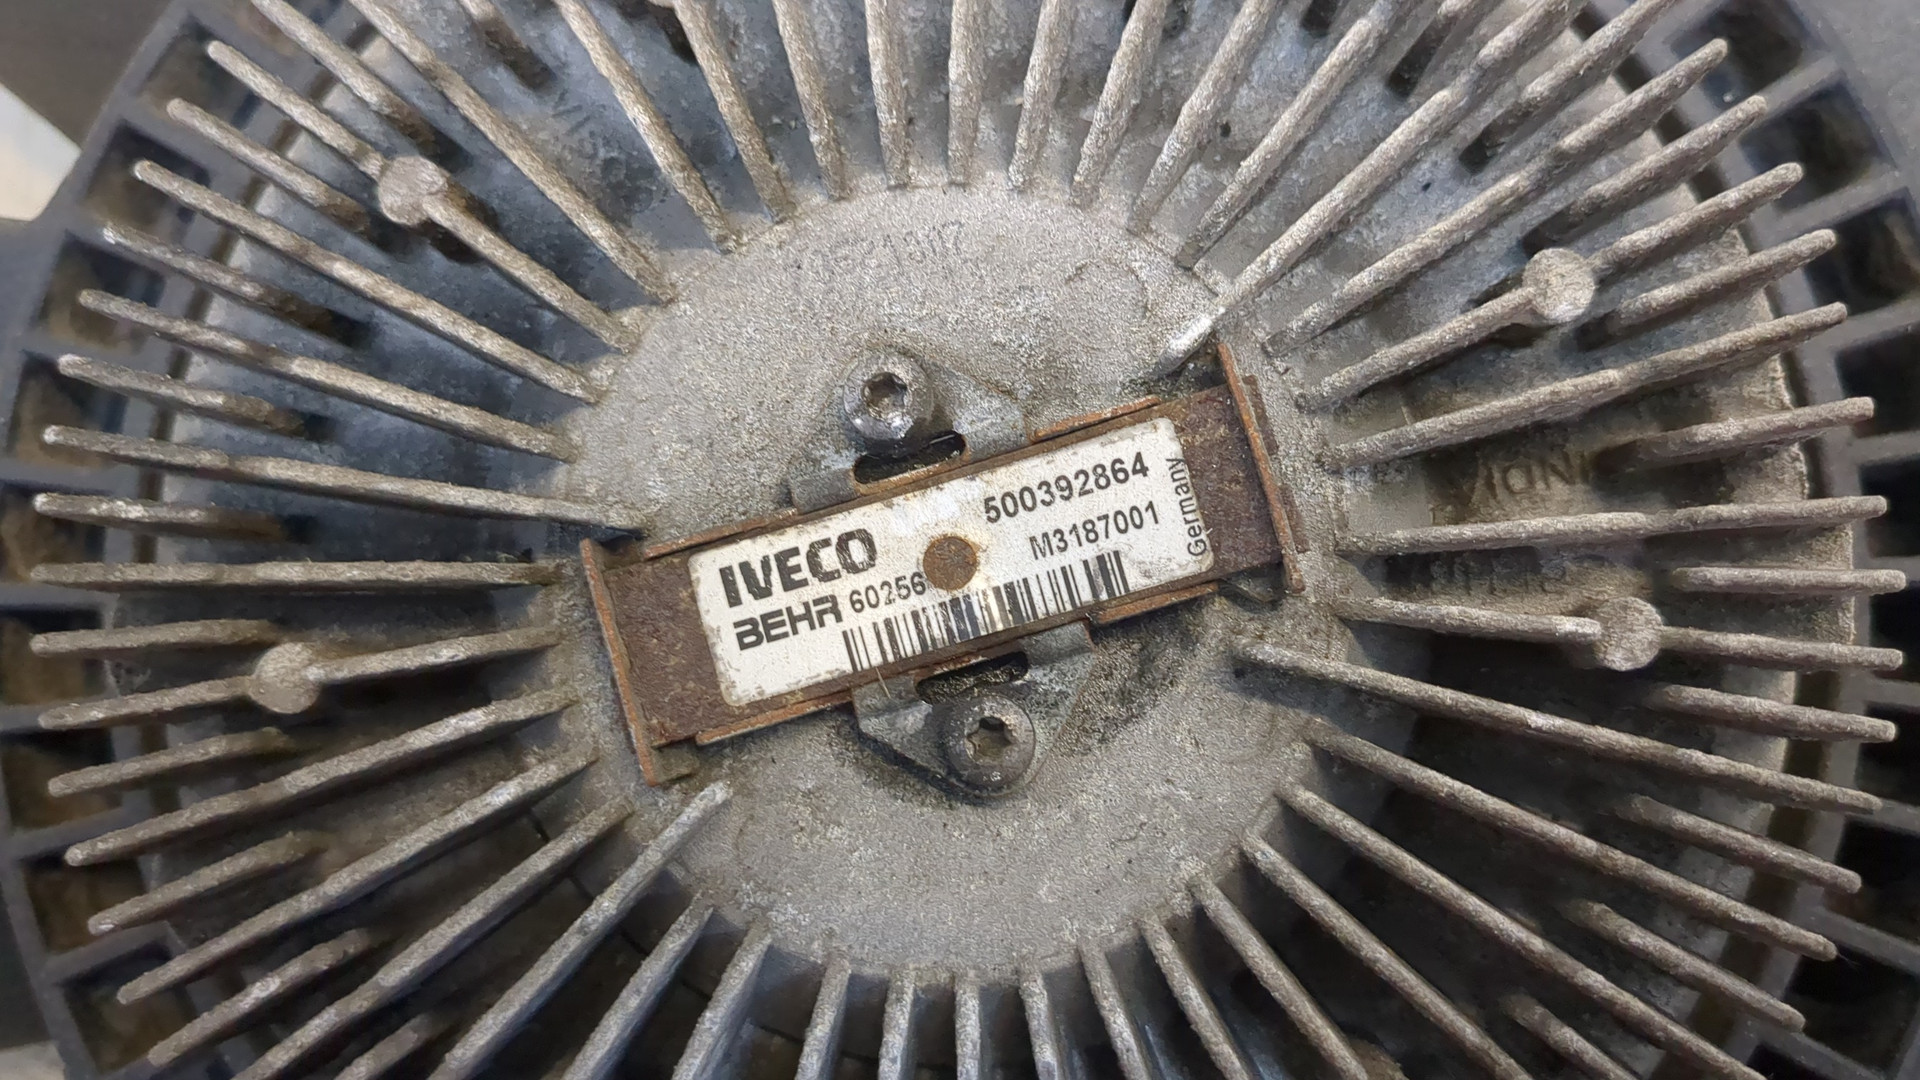 IVECO 500392864
BEHR 60256 M3187001
Germany